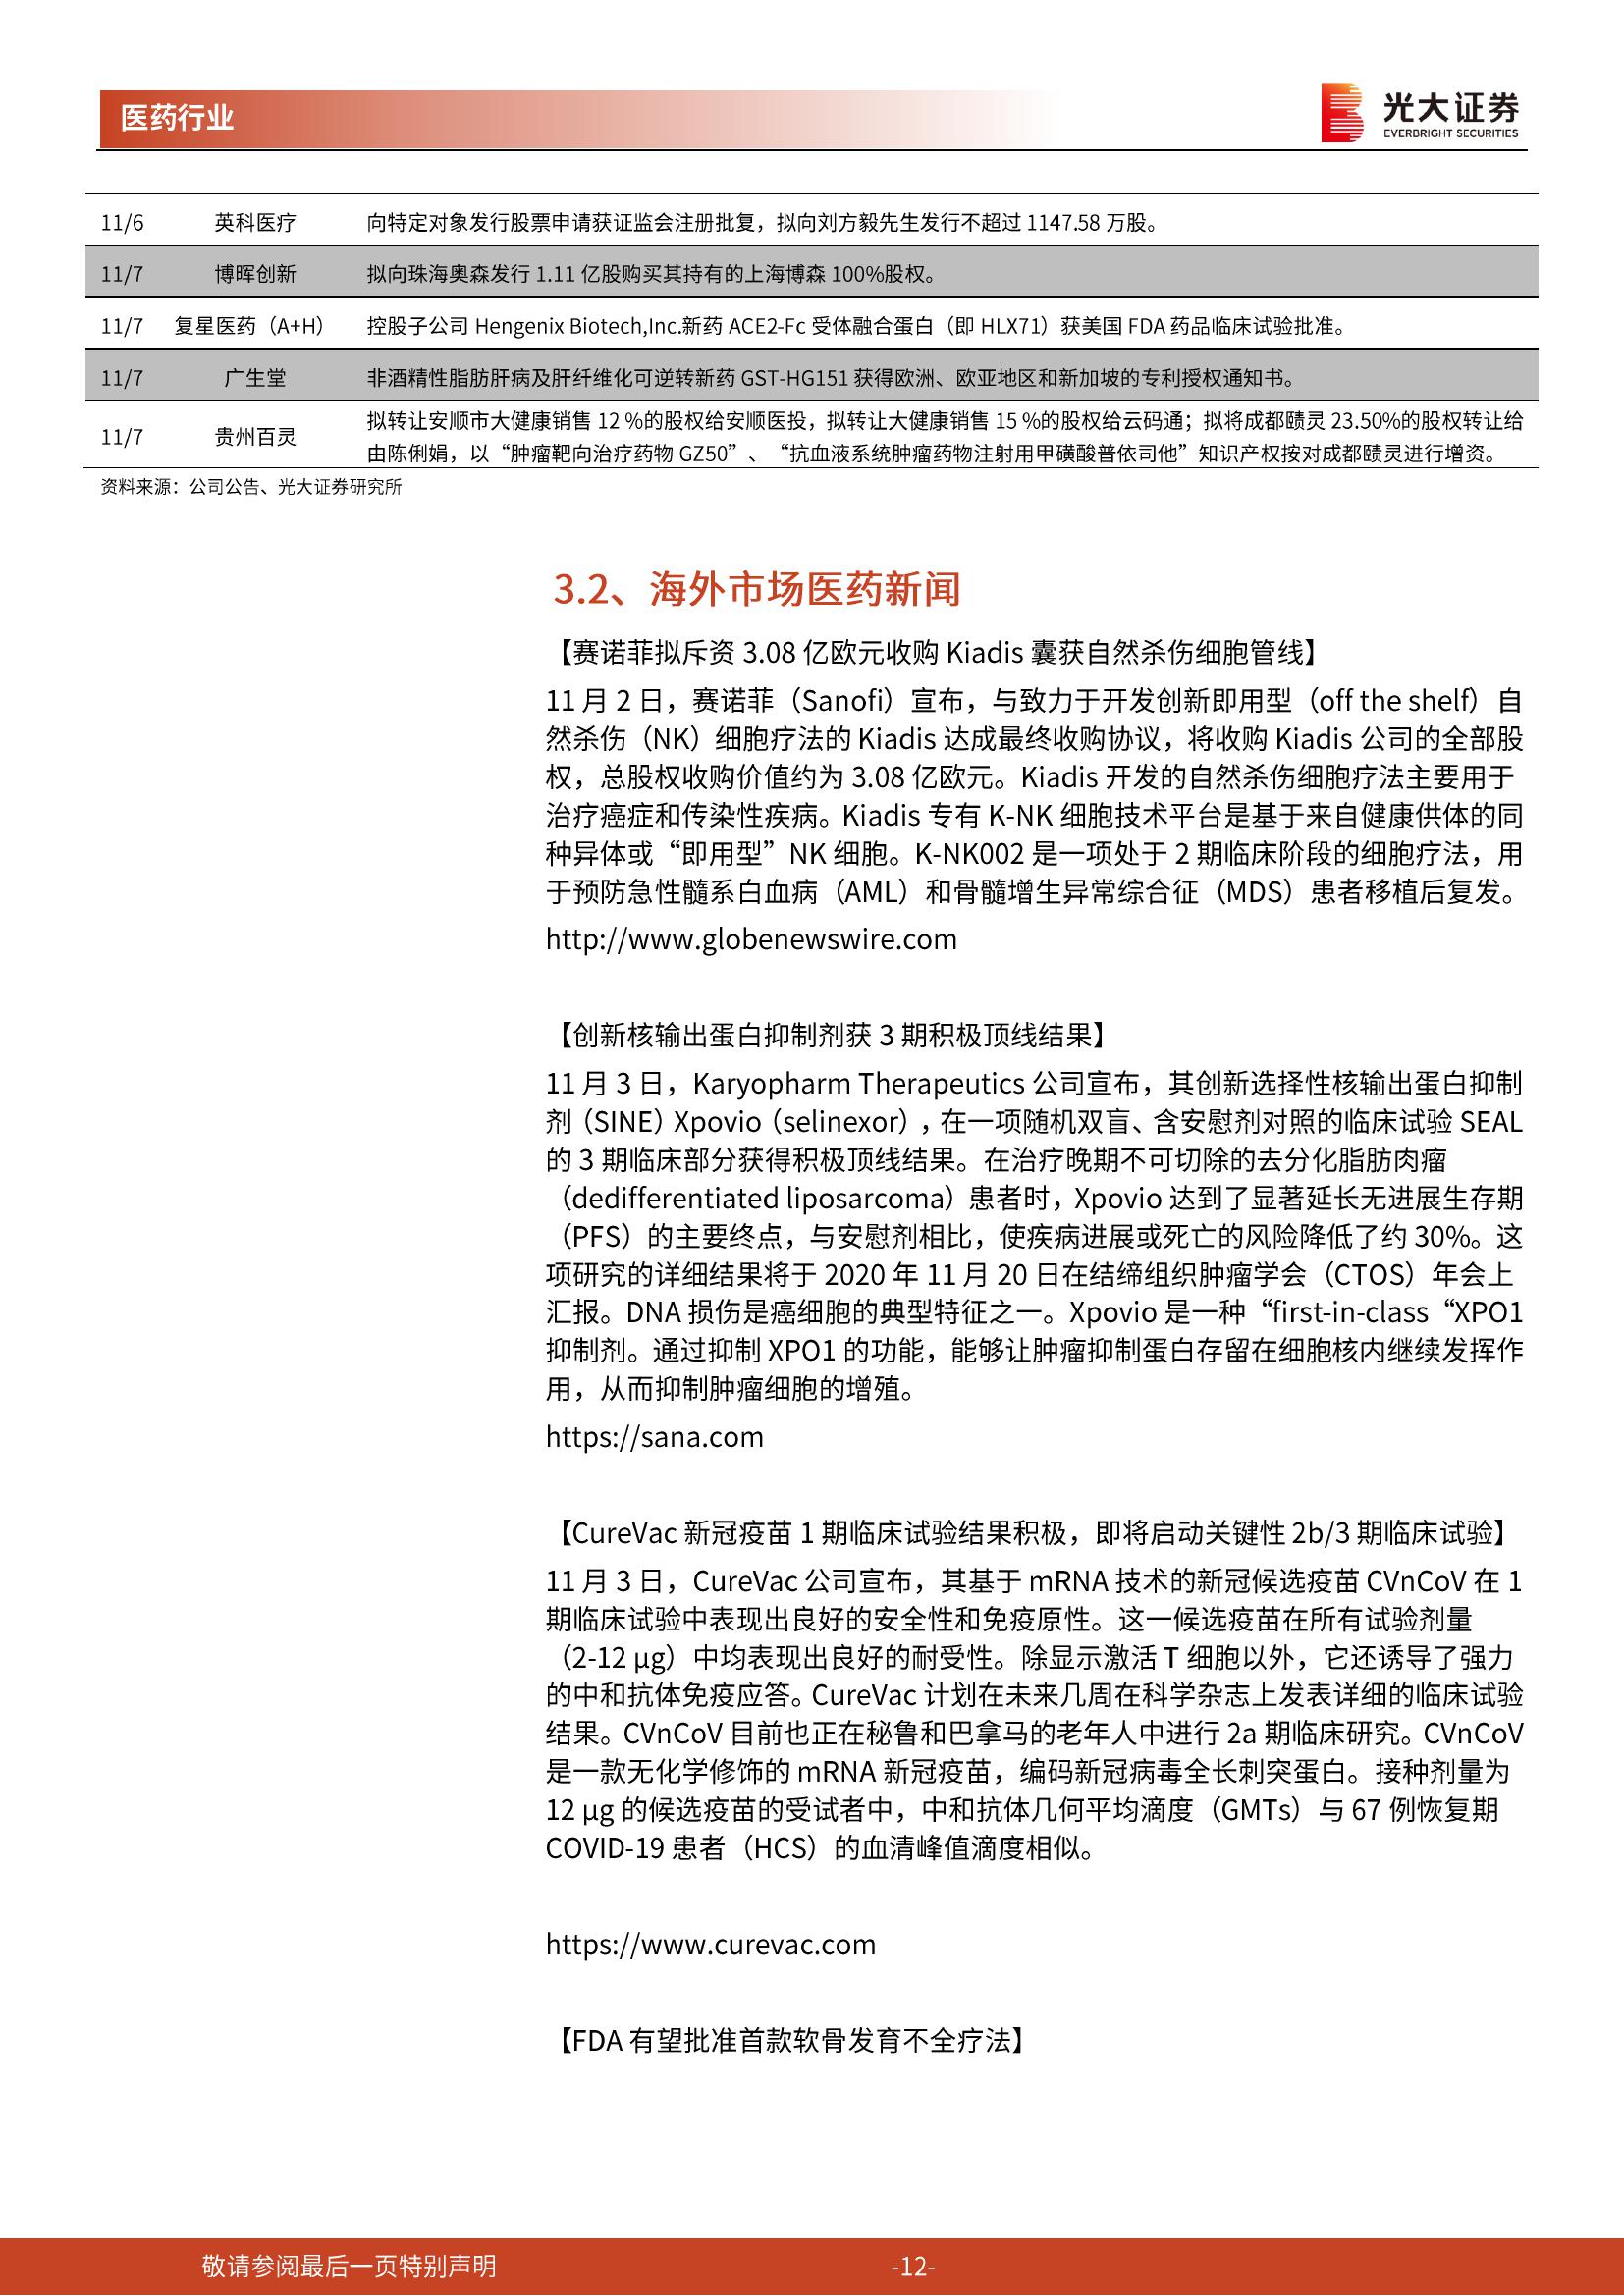 医药行业
光大证券
EVERBRIGHT SECURITIES
11/6 英科医疗 向特定对象发行股票申请获证监会注册批复，拟向刘方毅先生发行不超过 1147.58 万股。
11/7 博晖创新 拟向珠海奥森发行 1.11 亿股购买其持有的上海博森 100%股权。
11/7 复星医药（A+H） 控股子公司 Hengenix Biotech,Inc.新药 ACE2-Fc 受体融合蛋白（即 HLX71）获美国 FDA 药品临床试验批准。
11/7 广生堂 非酒精性脂肪肝病及肝纤维化可逆转新药 GST-HG151 获得欧洲、欧亚地区和新加坡的专利授权通知书。
11/7 贵州百灵 拟转让安顺市大健康销售 12 %的股权给安顺医投，拟转让大健康销售 15 %的股权给云码通；拟将成都赜灵 23.50%的股权转让给
由陈俐娟，以“肿瘤靶向治疗药物 GZ50”、“抗血液系统肿瘤药物注射用甲磺酸普依司他”知识产权按对成都赜灵进行增资。
资料来源：公司公告、光大证券研究所
3.2、海外市场医药新闻
【赛诺菲拟斥资 3.08 亿欧元收购 Kiadis 囊获自然杀伤细胞管线】
11 月 2 日，赛诺菲（Sanofi）宣布，与致力于开发创新即用型（off the shelf）自
然杀伤（NK）细胞疗法的 Kiadis 达成最终收购协议，将收购 Kiadis 公司的全部股
权，总股权收购价值约为 3.08 亿欧元。Kiadis 开发的自然杀伤细胞疗法主要用于
治疗癌症和传染性疾病。Kiadis 专有 K-NK 细胞技术平台是基于来自健康供体的同
种异体或“即用型”NK 细胞。K-NK002 是一项处于 2 期临床阶段的细胞疗法，用
于预防急性髓系白血病（AML）和骨髓增生异常综合征（MDS）患者移植后复发。
http://www.globenewswire.com
【创新核输出蛋白抑制剂获 3 期积极顶线结果】
11 月 3 日，Karyopharm Therapeutics 公司宣布，其创新选择性核输出蛋白抑制
剂（SINE）Xpovio（selinexor），在一项随机双盲、含安慰剂对照的临床试验 SEAL
的 3 期临床部分获得积极顶线结果。在治疗晚期不可切除的去分化脂肪肉瘤
（dedifferentiated liposarcoma）患者时，Xpovio 达到了显著延长无进展生存期
（PFS）的主要终点，与安慰剂相比，使疾病进展或死亡的风险降低了约 30%。这
项研究的详细结果将于 2020 年 11 月 20 日在结缔组织肿瘤学会（CTOS）年会上
汇报。DNA 损伤是癌细胞的典型特征之一。Xpovio 是一种“first-in-class“XPO1
抑制剂。通过抑制 XPO1 的功能，能够让肿瘤抑制蛋白存留在细胞核内继续发挥作
用，从而抑制肿瘤细胞的增殖。
https://sana.com
【CureVac 新冠疫苗 1 期临床试验结果积极，即将启动关键性 2b/3 期临床试验】
11 月 3 日，CureVac 公司宣布，其基于 mRNA 技术的新冠候选疫苗 CVnCoV 在 1
期临床试验中表现出良好的安全性和免疫原性。这一候选疫苗在所有试验剂量
（2-12 μg）中均表现出良好的耐受性。除显示激活 T 细胞以外，它还诱导了强力
的中和抗体免疫应答。CureVac 计划在未来几周在科学杂志上发表详细的临床试验
结果。CVnCoV 目前也正在秘鲁和巴拿马的老年人中进行 2a 期临床研究。CVnCoV
是一款无化学修饰的 mRNA 新冠疫苗，编码新冠病毒全长刺突蛋白。接种剂量为
12 μg 的候选疫苗的受试者中，中和抗体几何平均滴度（GMTs）与 67 例恢复期
COVID-19 患者（HCS）的血清峰值滴度相似。
https://www.curevac.com
【FDA 有望批准首款软骨发育不全疗法】
敬请参阅最后一页特别声明 -12-